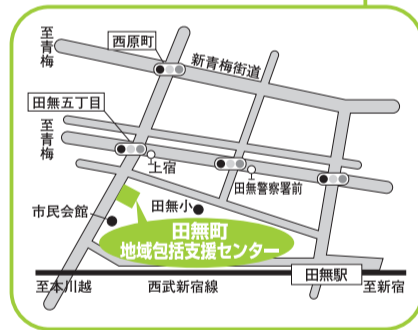 至青梅
西原町
新青梅街道
田無五丁目
至青梅
上宿
田無警察署前
市民会館
田無小
田無町
地域包括支援センター
田無駅
至本川越
西武新宿線
至新宿